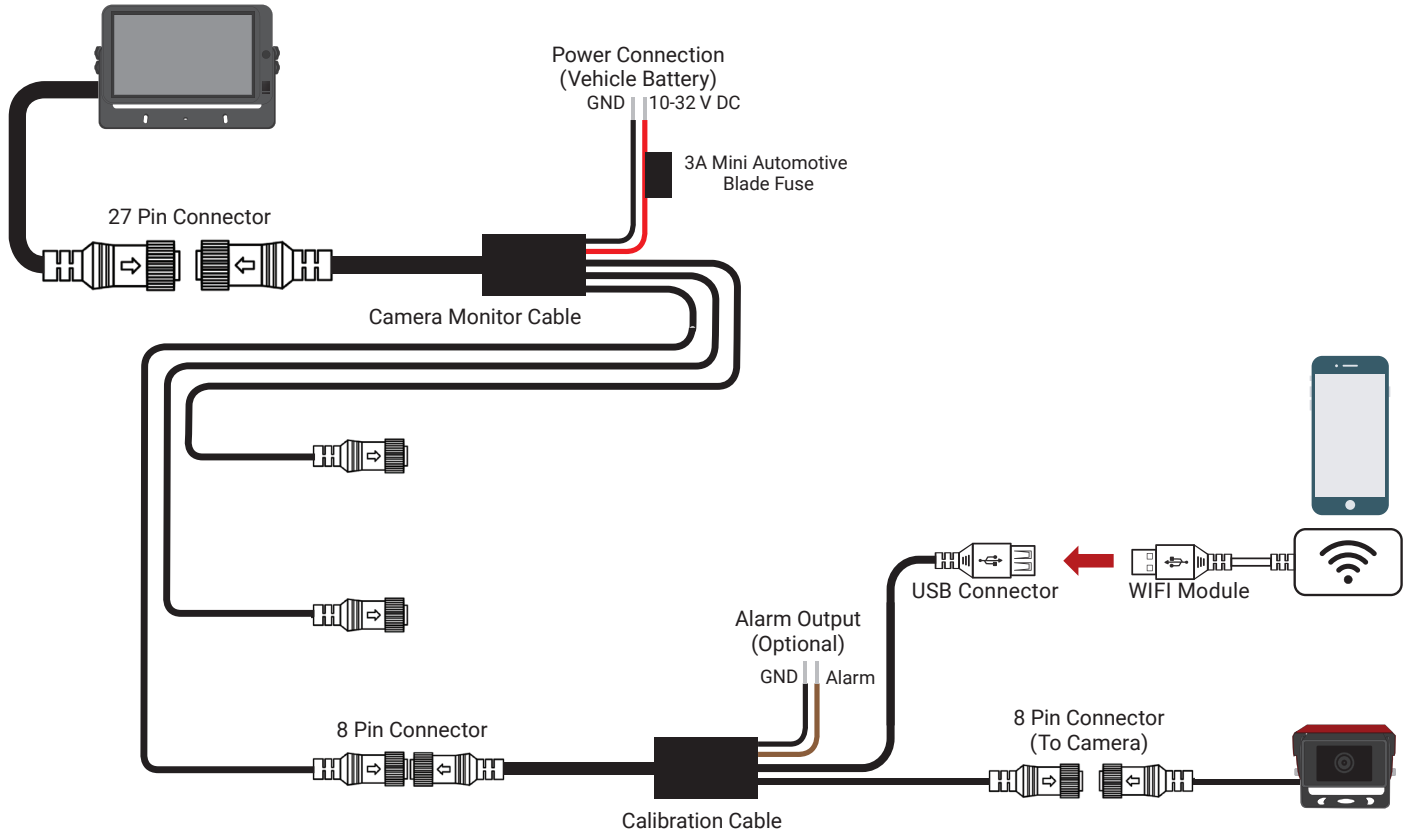 Power Connection
(Vehicle Battery)
GND
10-32 V DC
3A Mini Automotive
Blade Fuse
27 Pin Connector
Camera Monitor Cable
USB Connector
WIFI Module
Alarm Output
(Optional)
GND
Alarm
8 Pin Connector
8 Pin Connector
(To Camera)
Calibration Cable